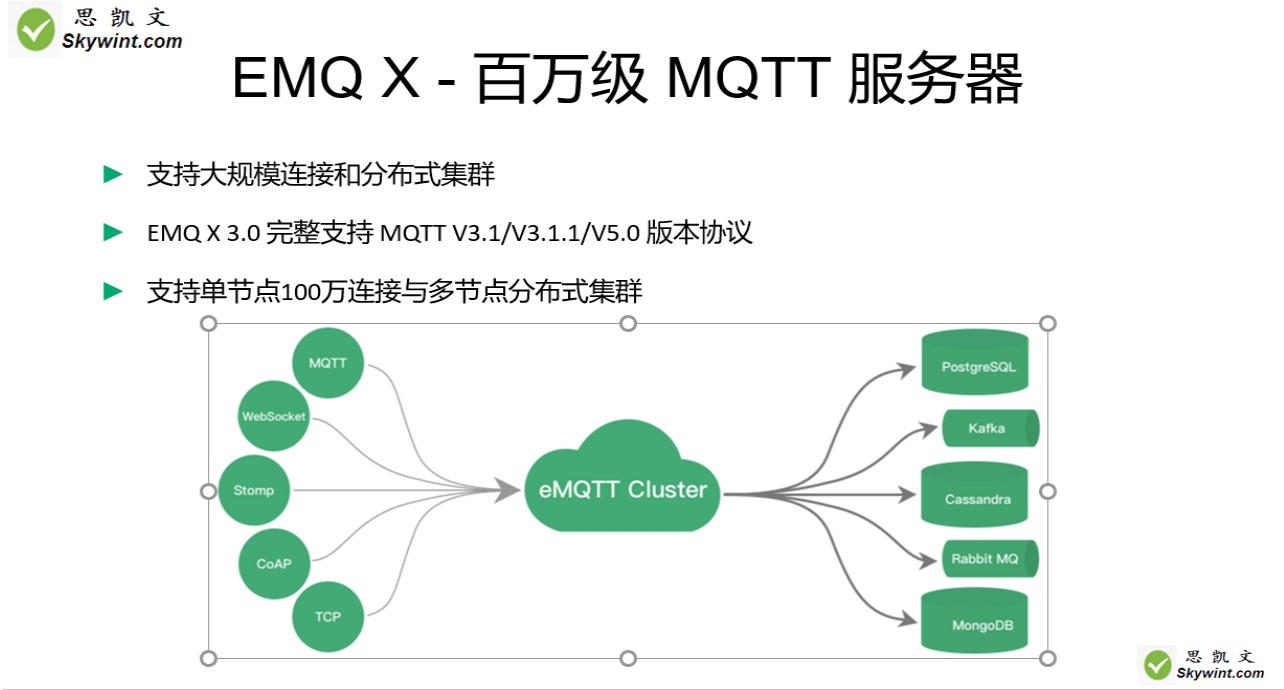 思 凯 文
Skywint.com
EMQ X - 百万级 MQTT 服务器
支持大规模连接和分布式集群
EMQ X 3.0 完整支持 MQTT V3.1/V3.1.1/V5.0 版本协议
支持单节点100万连接与多节点分布式集群
MQTT
WebSocket
Stomp
CoAP
TCP
eMQTT Cluster
PostgreSQL
Kafka
Cassandra
Rabbit MQ
MongoDB
思 凯 文
Skywint.com